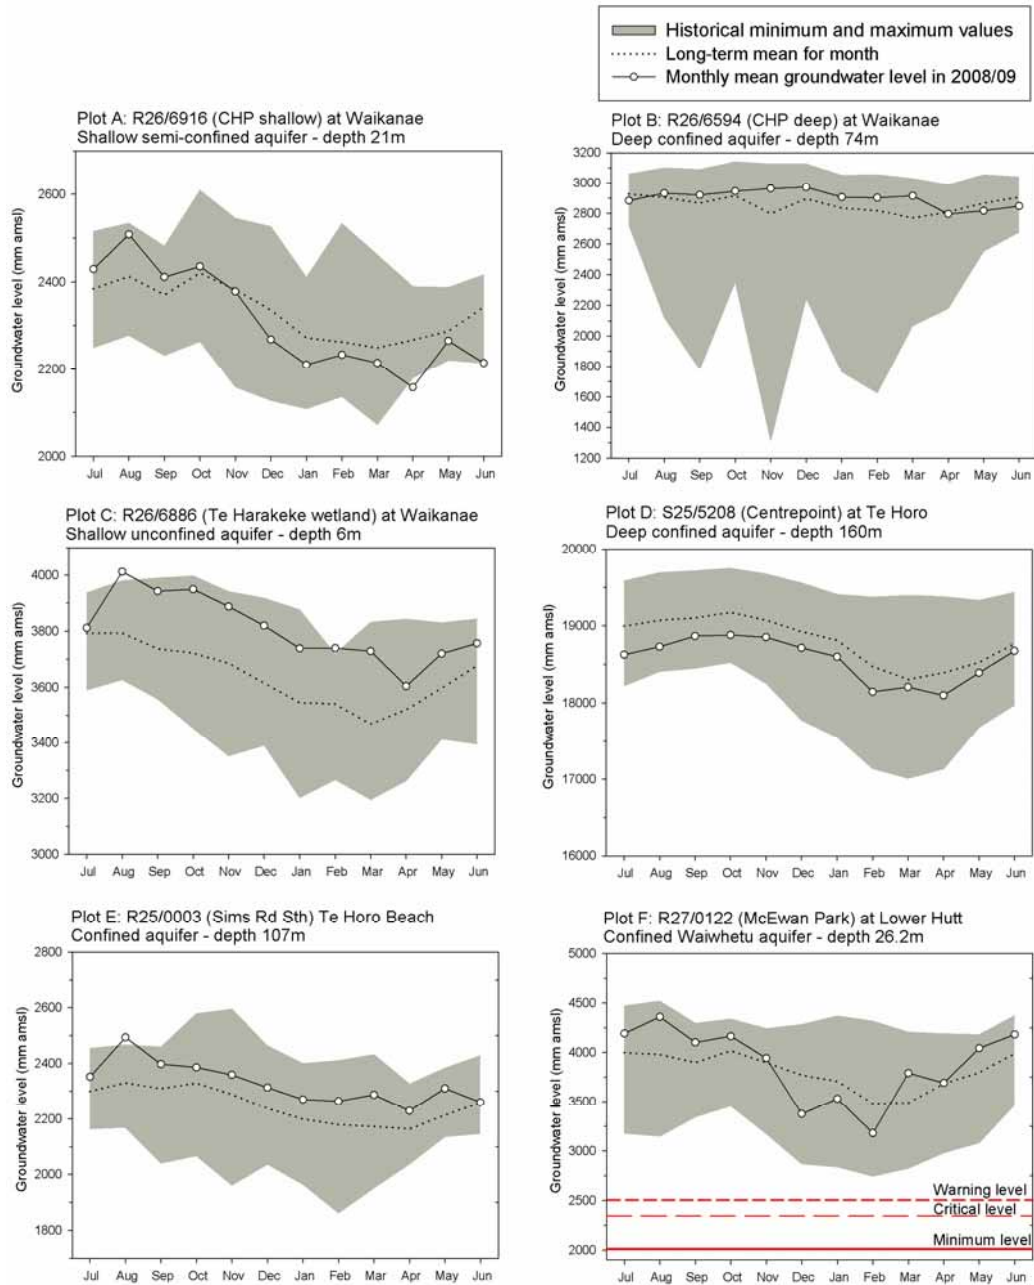 Historical minimum and maximum values
Long-term mean for month
Monthly mean groundwater level in 2008/09
Plot A: R26/6916 (CHP shallow) at Waikanae
Shallow semi-confined aquifer - depth 21m
Groundwater level (mm amsl)
2600
2400
2200
2000
Jul Aug Sep Oct Nov Dec Jan Feb Mar Apr May Jun
Plot B: R26/6594 (CHP deep) at Waikanae
Deep confined aquifer - depth 74m
Groundwater level (mm amsl)
3200
3000
2800
2600
2400
2200
2000
1800
1600
1400
1200
Jul Aug Sep Oct Nov Dec Jan Feb Mar Apr May Jun
Plot C: R26/6886 (Te Harakeke wetland) at Waikanae
Shallow unconfined aquifer - depth 6m
Groundwater level (mm amsl)
4000
3800
3600
3400
3200
3000
Jul Aug Sep Oct Nov Dec Jan Feb Mar Apr May Jun
Plot D: S25/5208 (Centrepoint) at Te Horo
Deep confined aquifer - depth 160m
Groundwater level (mm amsl)
20000
19000
18000
17000
16000
Jul Aug Sep Oct Nov Dec Jan Feb Mar Apr May Jun
Plot E: R25/0003 (Sims Rd Sth) Te Horo Beach
Confined aquifer - depth 107m
Groundwater level (mm amsl)
2800
2600
2400
2200
2000
1800
Jul Aug Sep Oct Nov Dec Jan Feb Mar Apr May Jun
Plot F: R27/0122 (McEwan Park) at Lower Hutt
Confined Waiwhetu aquifer - depth 26.2m
Groundwater level (mm amsl)
5000
4500
4000
3500
3000
2500
2000
Warning level
Critical level
Minimum level
Jul Aug Sep Oct Nov Dec Jan Feb Mar Apr May Jun